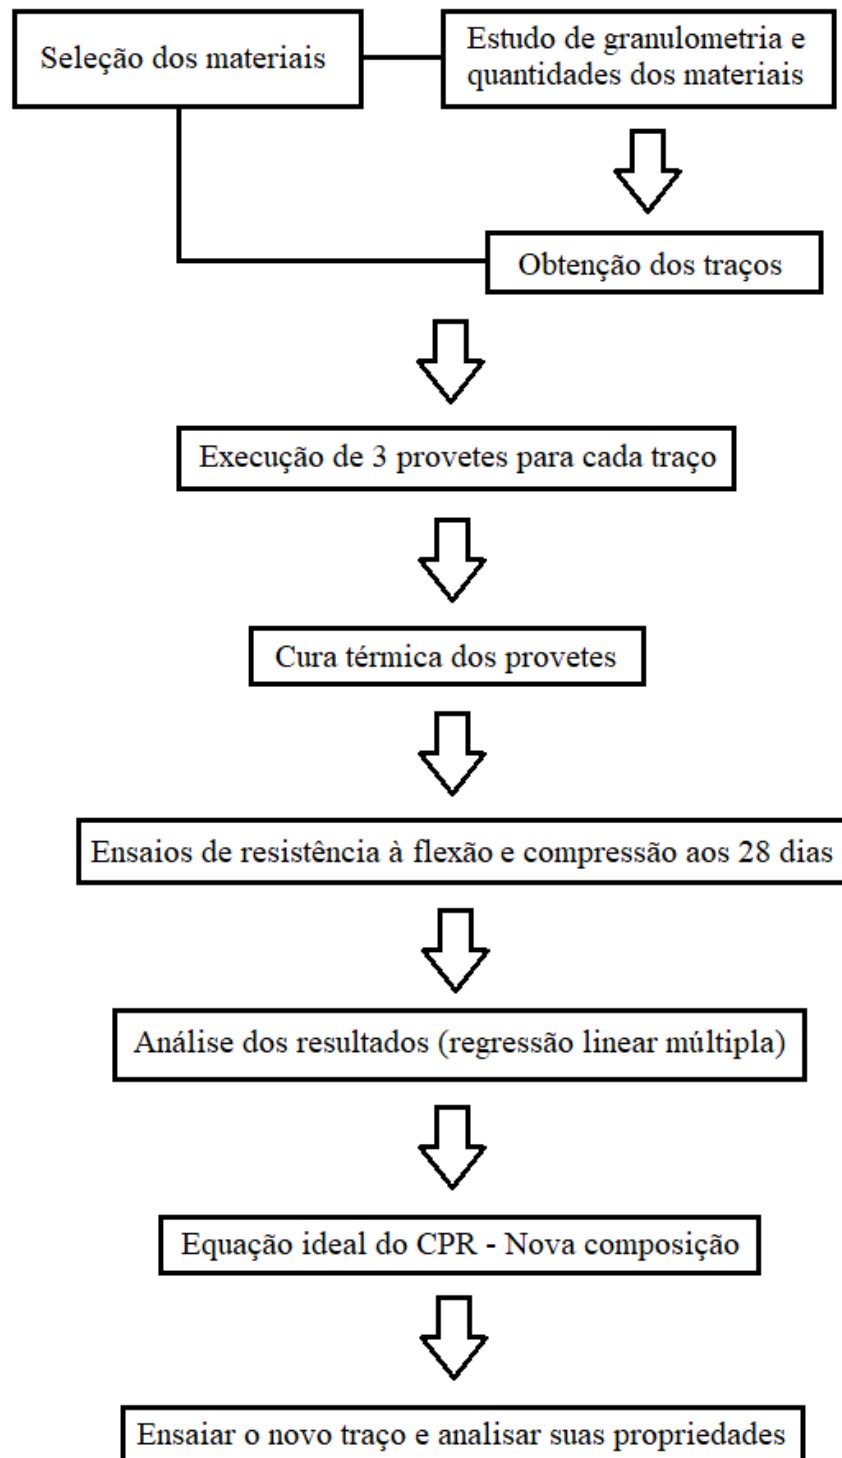 Seleção dos materiais
Estudo de granulometria e
quantidades dos materiais
Obtenção dos traços
Execução de 3 provetes para cada traço
Cura térmica dos provetes
Ensaios de resistência à flexão e compressão aos 28 dias
Análise dos resultados (regressão linear múltipla)
Equação ideal do CPR - Nova composição
Ensaiar o novo traço e analisar suas propriedades